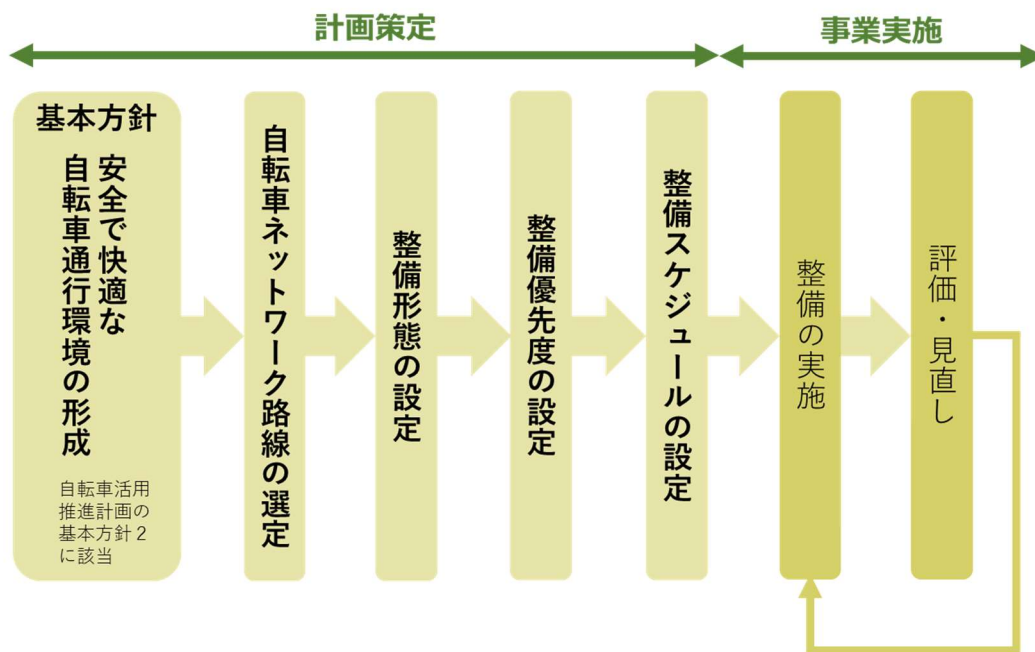 計画策定
事業実施
基本方針
安全で快適な
自転車通行環境の形成
自転車活用
推進計画の
基本方針２
に該当
自転車ネットワーク路線の選定
整備形態の設定
整備優先度の設定
整備スケジュールの設定
整備の実施
評価・見直し